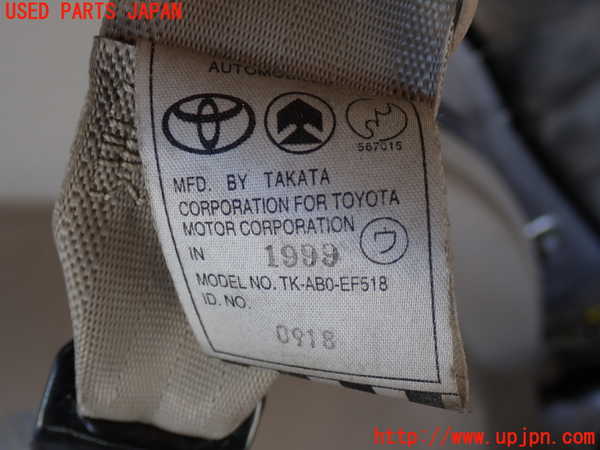 USED PARTS JAPAN
567015
MFD. BY TAKATA
CORPORATION FOR TOYOTA
MOTOR CORPORATION
IN 1999
MODEL NO. TK-AB0-EF518
ID. NO.
0918
http://www.upjpn.com/